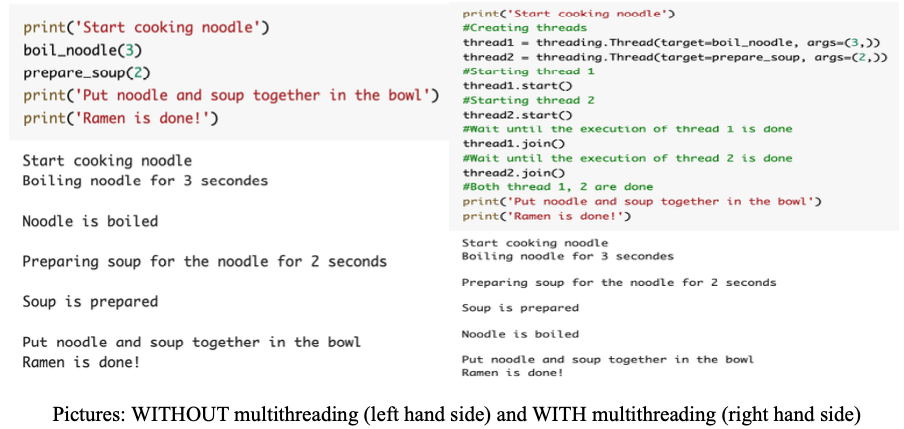 print('Start cooking noodle')
boil_noodle(3)
prepare_soup(2)
print('Put noodle and soup together in the bowl')
print('Ramen is done!')
Start cooking noodle
Boiling noodle for 3 secondes
Noodle is boiled
Preparing soup for the noodle for 2 seconds
Soup is prepared
Put noodle and soup together in the bowl
Ramen is done!
print('Start cooking noodle')
#Creating threads
thread1 = threading.Thread(target=boil_noodle, args=(3,))
thread2 = threading.Thread(target=prepare_soup, args=(2,))
#Starting thread 1
thread1.start()
#Starting thread 2
thread2.start()
#Wait until the execution of thread 1 is done
thread1.join()
#Wait until the execution of thread 2 is done
thread2.join()
#Both thread 1, 2 are done
print('Put noodle and soup together in the bowl')
print('Ramen is done!')
Start cooking noodle
Boiling noodle for 3 secondes
Preparing soup for the noodle for 2 seconds
Soup is prepared
Noodle is boiled
Put noodle and soup together in the bowl
Ramen is done!
Pictures: WITHOUT multithreading (left hand side) and WITH multithreading (right hand side)